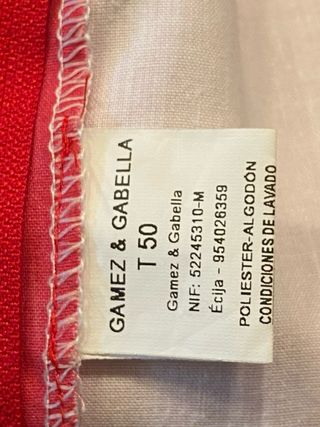 GAMEZ & GABELLA
T 50
Gamez & Gabella
NIF: 52245310-M
Écija - 954026359
POLIESTER-ALGODÓN
CONDICIONES DE LAVADO